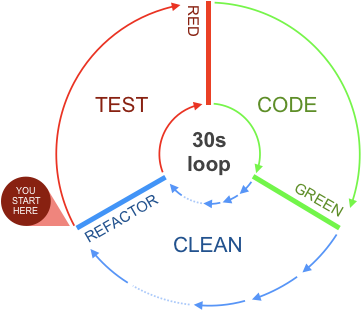 RED
TEST
CODE
30s
loop
YOU
START
HERE
REFACTOR
GREEN
CLEAN